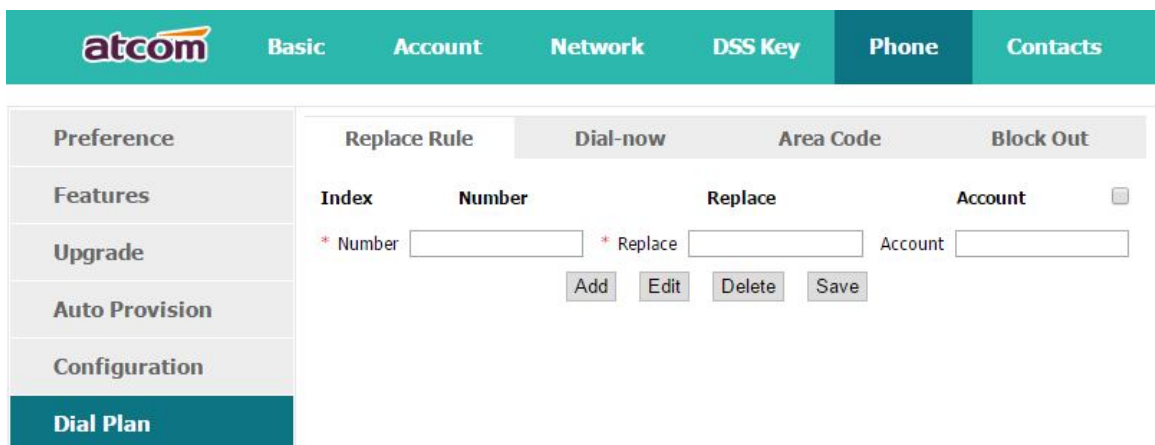 atcom Basic Account Network DSS Key Phone Contacts
Preference
Features
Upgrade
Auto Provision
Configuration
Dial Plan
Replace Rule Dial-now Area Code Block Out
Index Number Replace Account
* Number * Replace Account
Add Edit Delete Save